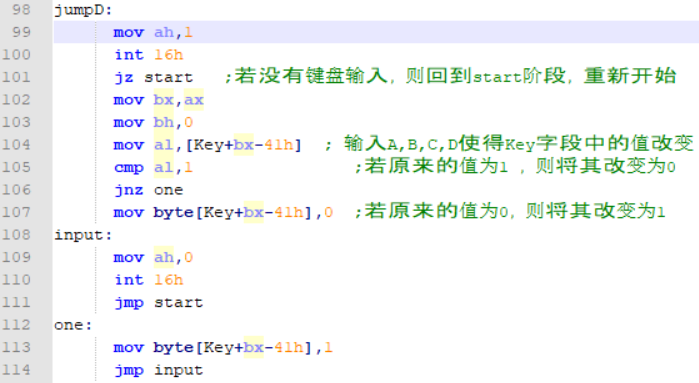 98 jumpD:
99 mov ah,1
100 int 16h
101 jz start ;若没有键盘输入, 则回到start阶段, 重新开始
102 mov bx,ax
103 mov bh,0
104 mov al,[Key+bx-41h] ; 输入A,B,C,D使得Key字段中的值改变
105 cmp al,1 ;若原来的值为1 , 则将其改变为0
106 jnz one
107 mov byte[Key+bx-41h],0 ;若原来的值为0, 则将其改变为1
108 input:
109 mov ah,0
110 int 16h
111 jmp start
112 one:
113 mov byte[Key+bx-41h],1
114 jmp input